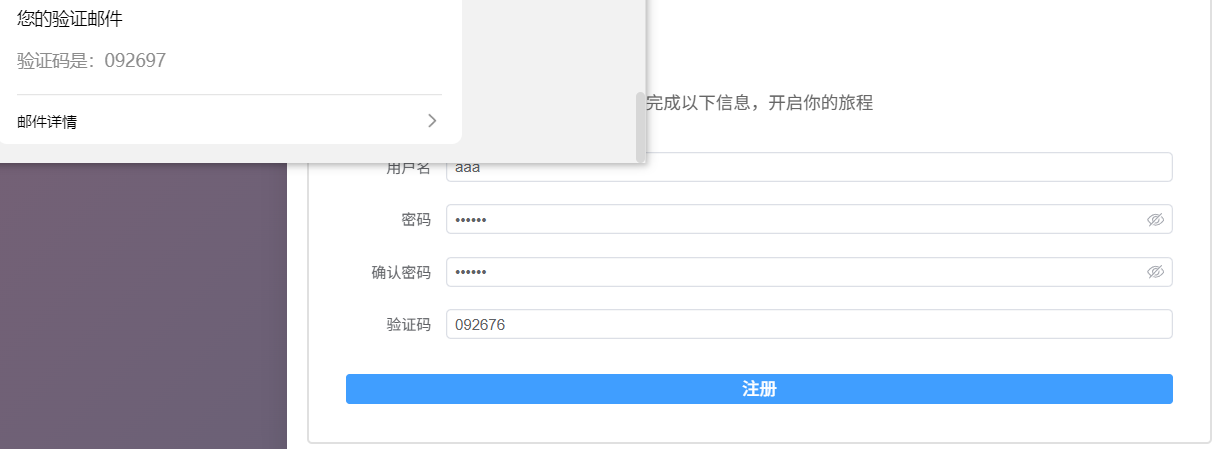 您的验证邮件
验证码是：092697
邮件详情
完成以下信息，开启你的旅程
用户名 aaa
密码 ••••••
确认密码 ••••••
验证码 092676
注册